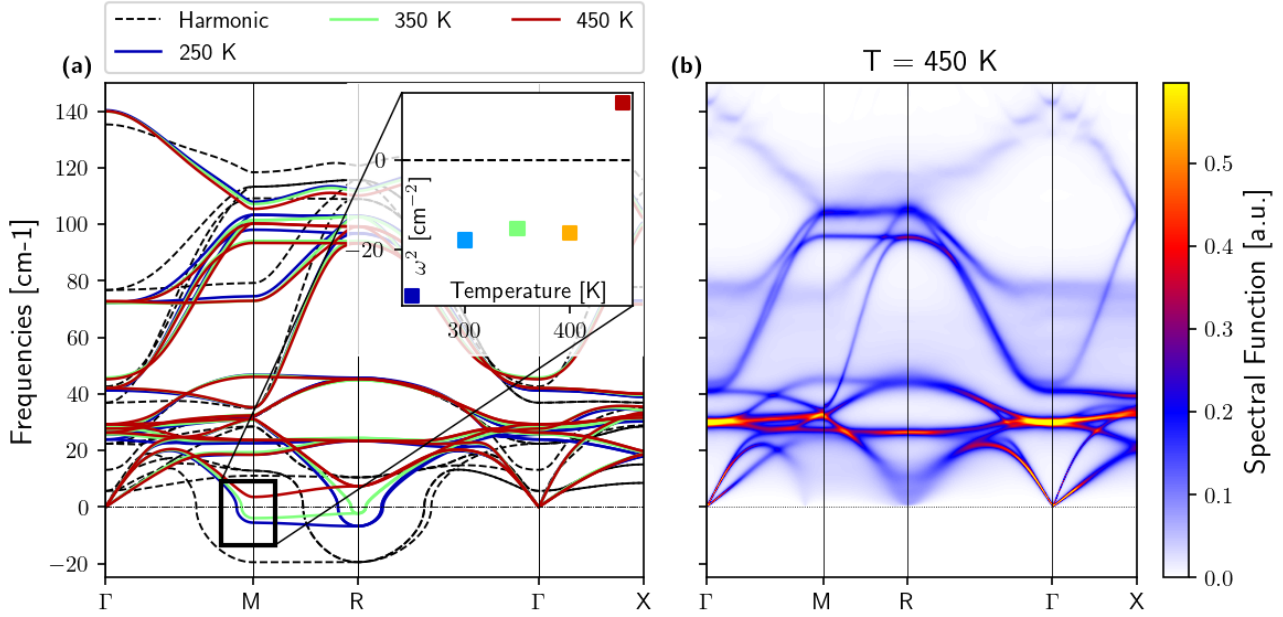 Harmonic 350 K 450 K
250 K
(a)
Frequencies [cm-1]
140
120
100
80
60
40
20
0
−20
Γ M R Γ X
0
−20
ω² [cm⁻²]
Temperature [K]
300 400
(b)
T = 450 K
Γ M R Γ X
0.5
0.4
0.3
0.2
0.1
0.0
Spectral Function [a.u.]